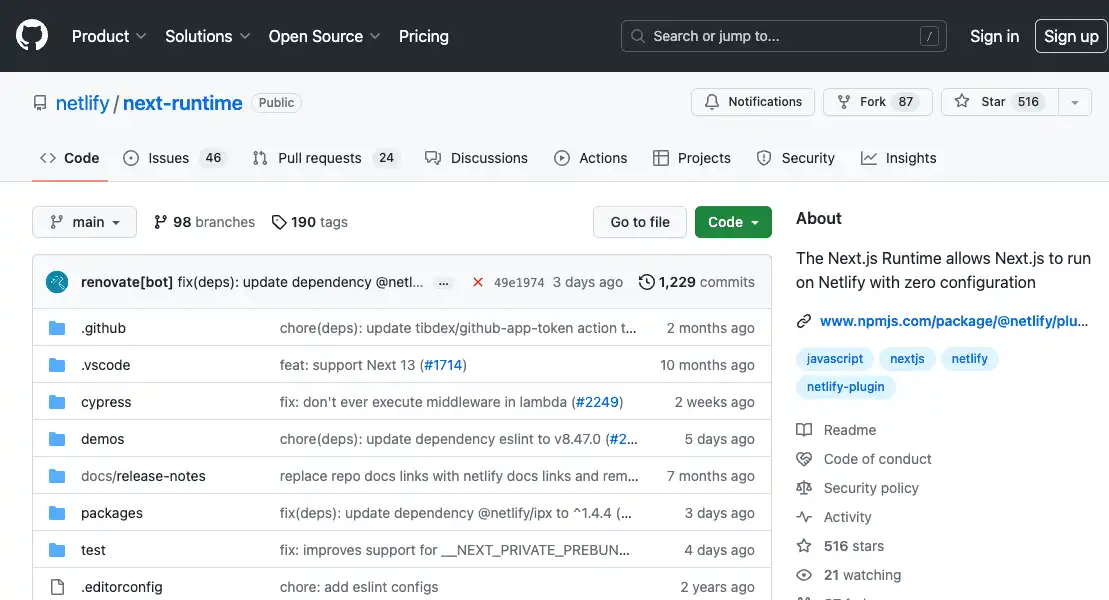 Product Solutions Open Source Pricing Search or jump to... / Sign in Sign up
netlify / next-runtime Public Notifications Fork 87 Star 516
Code Issues 46 Pull requests 24 Discussions Actions Projects Security Insights
main 98 branches 190 tags Go to file Code
renovate[bot] fix(deps): update dependency @netl... ... 49e1974 3 days ago 1,229 commits
.github chore(deps): update tibdex/github-app-token action t... 2 months ago
.vscode feat: support Next 13 (#1714) 10 months ago
cypress fix: don't ever execute middleware in lambda (#2249) 2 weeks ago
demos chore(deps): update dependency eslint to v8.47.0 (#2... 5 days ago
docs/release-notes replace repo docs links with netlify docs links and rem... 7 months ago
packages fix(deps): update dependency @netlify/ipx to ^1.4.4 (... 3 days ago
test fix: improves support for __NEXT_PRIVATE_PREBUN... 4 days ago
.editorconfig chore: add eslint configs 2 years ago
About
The Next.js Runtime allows Next.js to run
on Netlify with zero configuration
www.npmjs.com/package/@netlify/plu...
javascript nextjs netlify
netlify-plugin
Readme
Code of conduct
Security policy
Activity
516 stars
21 watching